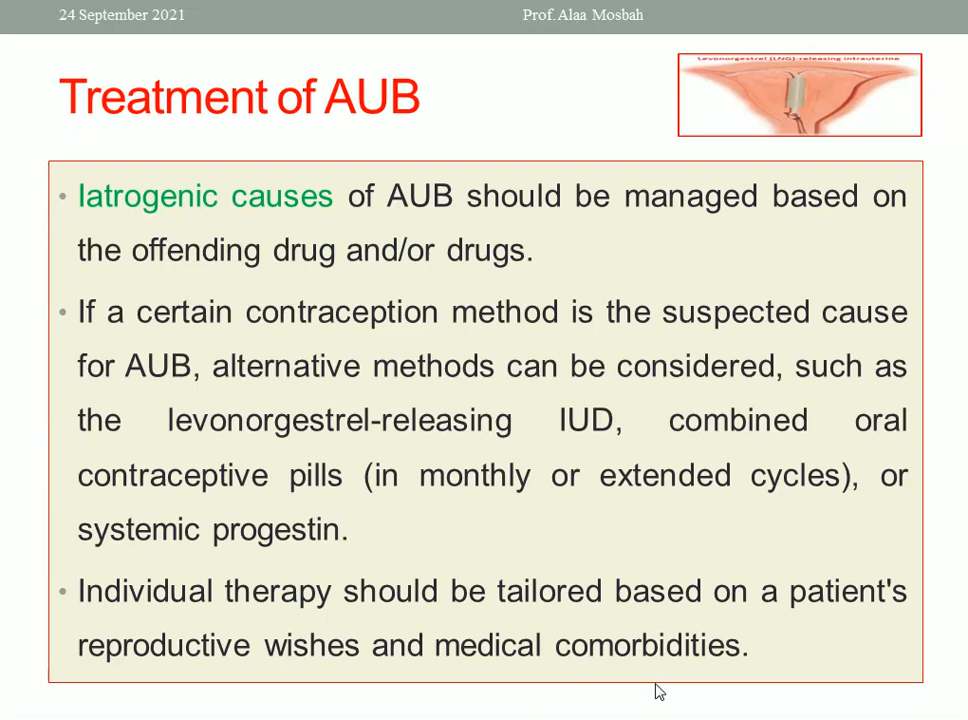 24 September 2021
Prof. Alaa Mosbah
Treatment of AUB
Levonorgestrel (LNG)-releasing intrauterine
• Iatrogenic causes of AUB should be managed based on
the offending drug and/or drugs.
• If a certain contraception method is the suspected cause
for AUB, alternative methods can be considered, such as
the levonorgestrel-releasing IUD, combined oral
contraceptive pills (in monthly or extended cycles), or
systemic progestin.
• Individual therapy should be tailored based on a patient's
reproductive wishes and medical comorbidities.